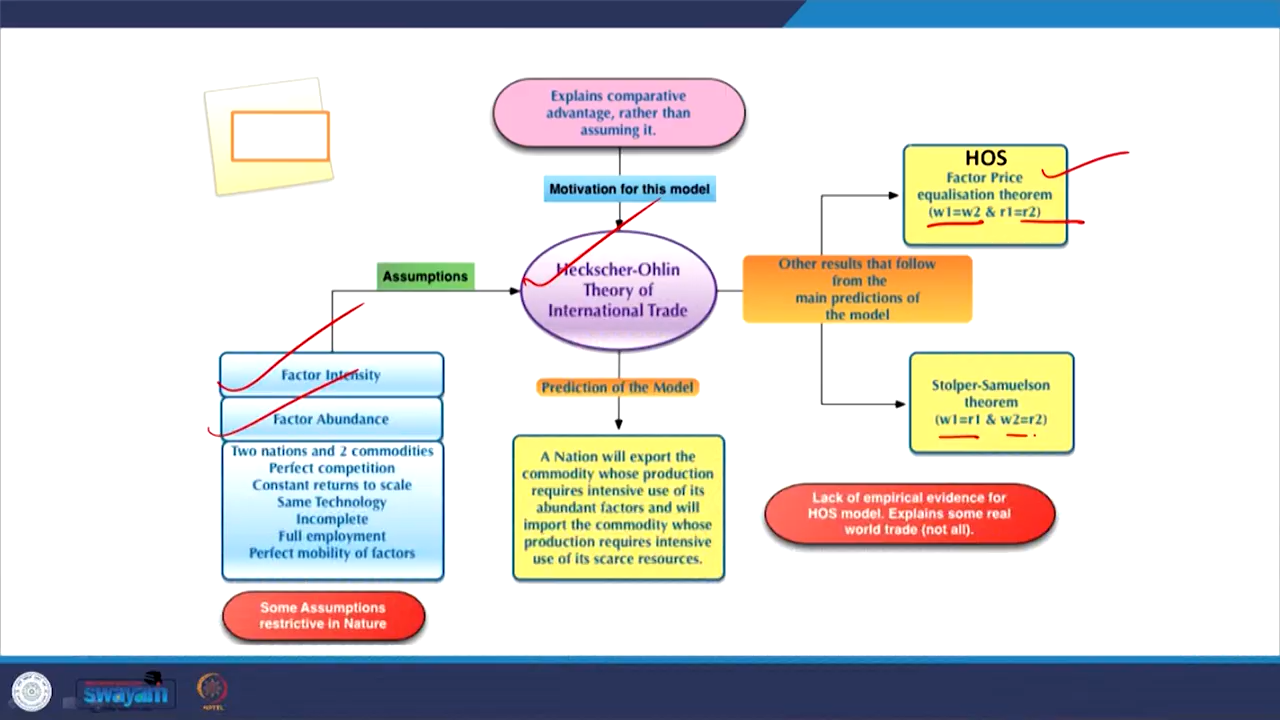 Explains comparative
advantage, rather than
assuming it.
Motivation for this model
Heckscher-Ohlin
Theory of
International Trade
Assumptions
Factor Intensity
Factor Abundance
Two nations and 2 commodities
Perfect competition
Constant returns to scale
Same Technology
Incomplete
Full employment
Perfect mobility of factors
Some Assumptions
restrictive in Nature
Prediction of the Model
A Nation will export the
commodity whose production
requires intensive use of its
abundant factors and will
import the commodity whose
production requires intensive
use of its scarce resources.
Other results that follow
from the
main predictions of
the model
HOS
Factor Price
equalisation theorem
(w1=w2 & r1=r2)
Stolper-Samuelson
theorem
(w1=r1 & w2=r2)
Lack of empirical evidence for
HOS model. Explains some real
world trade (not all).
swayam
NPTEL